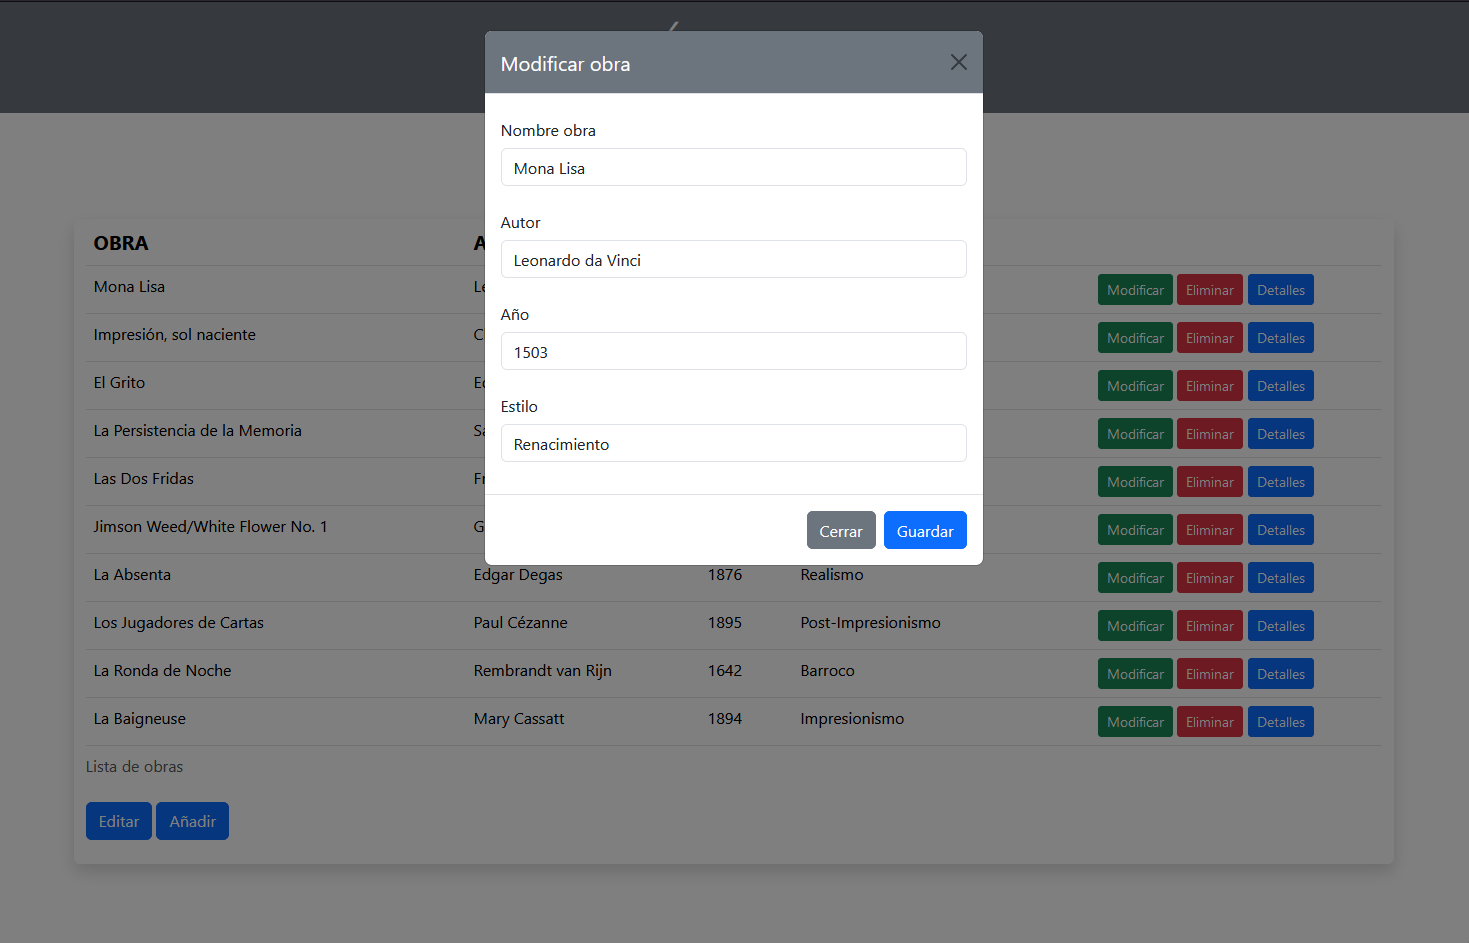 Modificar obra
Nombre obra
Mona Lisa
Autor
Leonardo da Vinci
Año
1503
Estilo
Renacimiento
Cerrar Guardar
OBRA
Mona Lisa Modificar Eliminar Detalles
Impresión, sol naciente Modificar Eliminar Detalles
El Grito Modificar Eliminar Detalles
La Persistencia de la Memoria Modificar Eliminar Detalles
Las Dos Fridas Modificar Eliminar Detalles
Jimson Weed/White Flower No. 1 Modificar Eliminar Detalles
La Absenta Edgar Degas 1876 Realismo Modificar Eliminar Detalles
Los Jugadores de Cartas Paul Cézanne 1895 Post-Impresionismo Modificar Eliminar Detalles
La Ronda de Noche Rembrandt van Rijn 1642 Barroco Modificar Eliminar Detalles
La Baigneuse Mary Cassatt 1894 Impresionismo Modificar Eliminar Detalles
Lista de obras
Editar Añadir